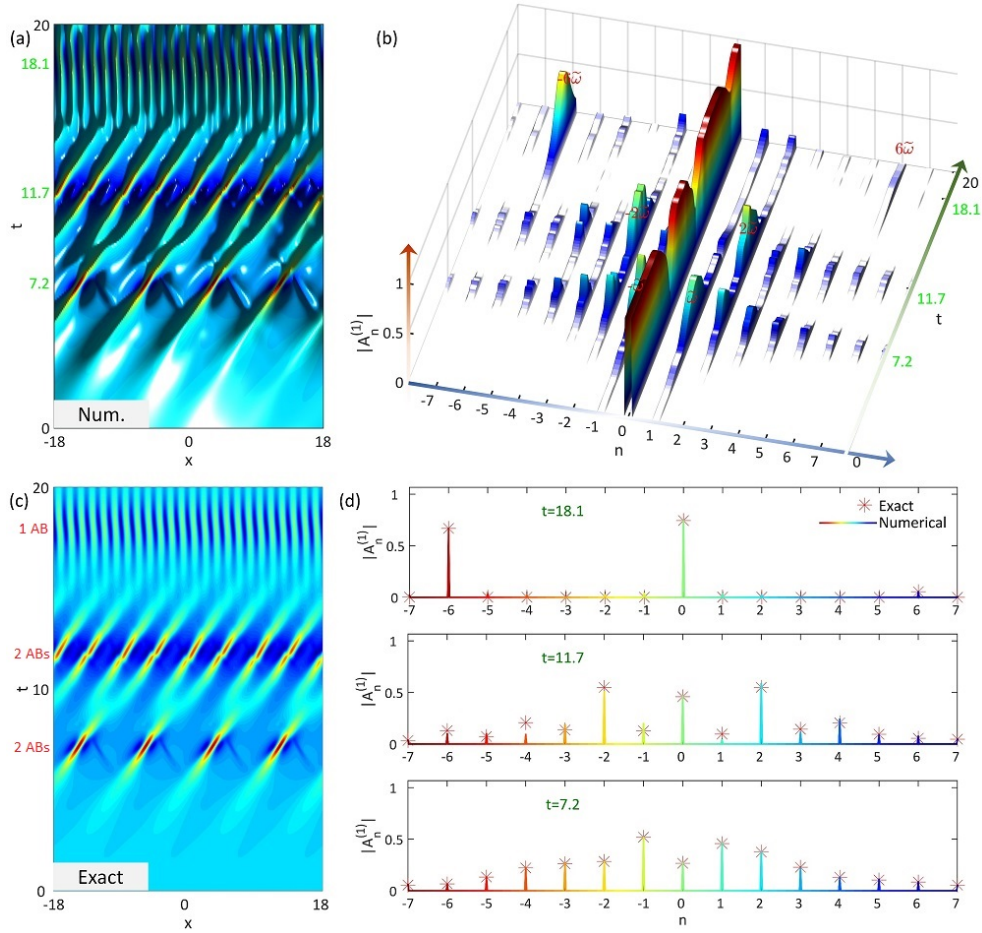 (a)
20
18.1
11.7
t
7.2
0
Num.
-18
0
18
x
(b)
-6ω̃
6ω̃
-2ω̃
2ω̃
-ω̃
ω̃
|A_n^(1)|
1
0.5
0
-7 -6 -5 -4 -3 -2 -1 0 1 2 3 4 5 6 7
n
0
7.2
11.7
t
18.1
20
(c)
20
1 AB
2 ABs
t 10
2 ABs
0
Exact
-18 0 18
x
(d)
t=18.1
Exact
Numerical
|A_n^(1)|
1
0.5
0
-7 -6 -5 -4 -3 -2 -1 0 1 2 3 4 5 6 7
t=11.7
|A_n^(1)|
1
0.5
0
-7 -6 -5 -4 -3 -2 -1 0 1 2 3 4 5 6 7
t=7.2
|A_n^(1)|
1
0.5
0
-7 -6 -5 -4 -3 -2 -1 0 1 2 3 4 5 6 7
n